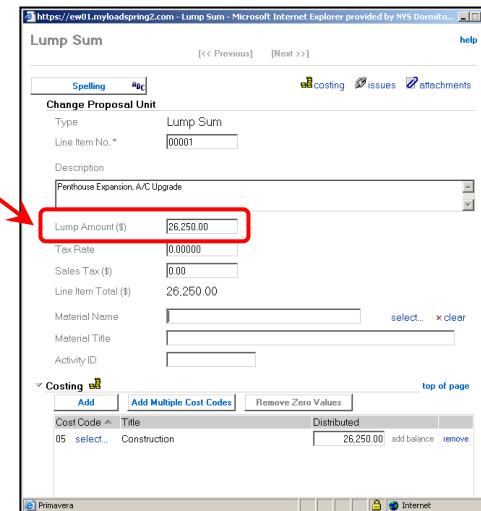 https://ew01.myloadspring2.com - Lump Sum - Microsoft Internet Explorer provided by NYS Dormito...
Lump Sum
help
[<< Previous] [Next >>]
Spelling ABC costing issues attachments
Change Proposal Unit
Type Lump Sum
Line Item No. * 00001
Description
Penthouse Expansion, A/C Upgrade
Lump Amount ($) 26,250.00
Tax Rate 0.00000
Sales Tax ($) 0.00
Line Item Total ($) 26,250.00
Material Name select... × clear
Material Title
Activity ID
Costing top of page
Add Add Multiple Cost Codes Remove Zero Values
Cost Code Title Distributed
05 select... Construction 26,250.00 add balance remove
Primavera Internet